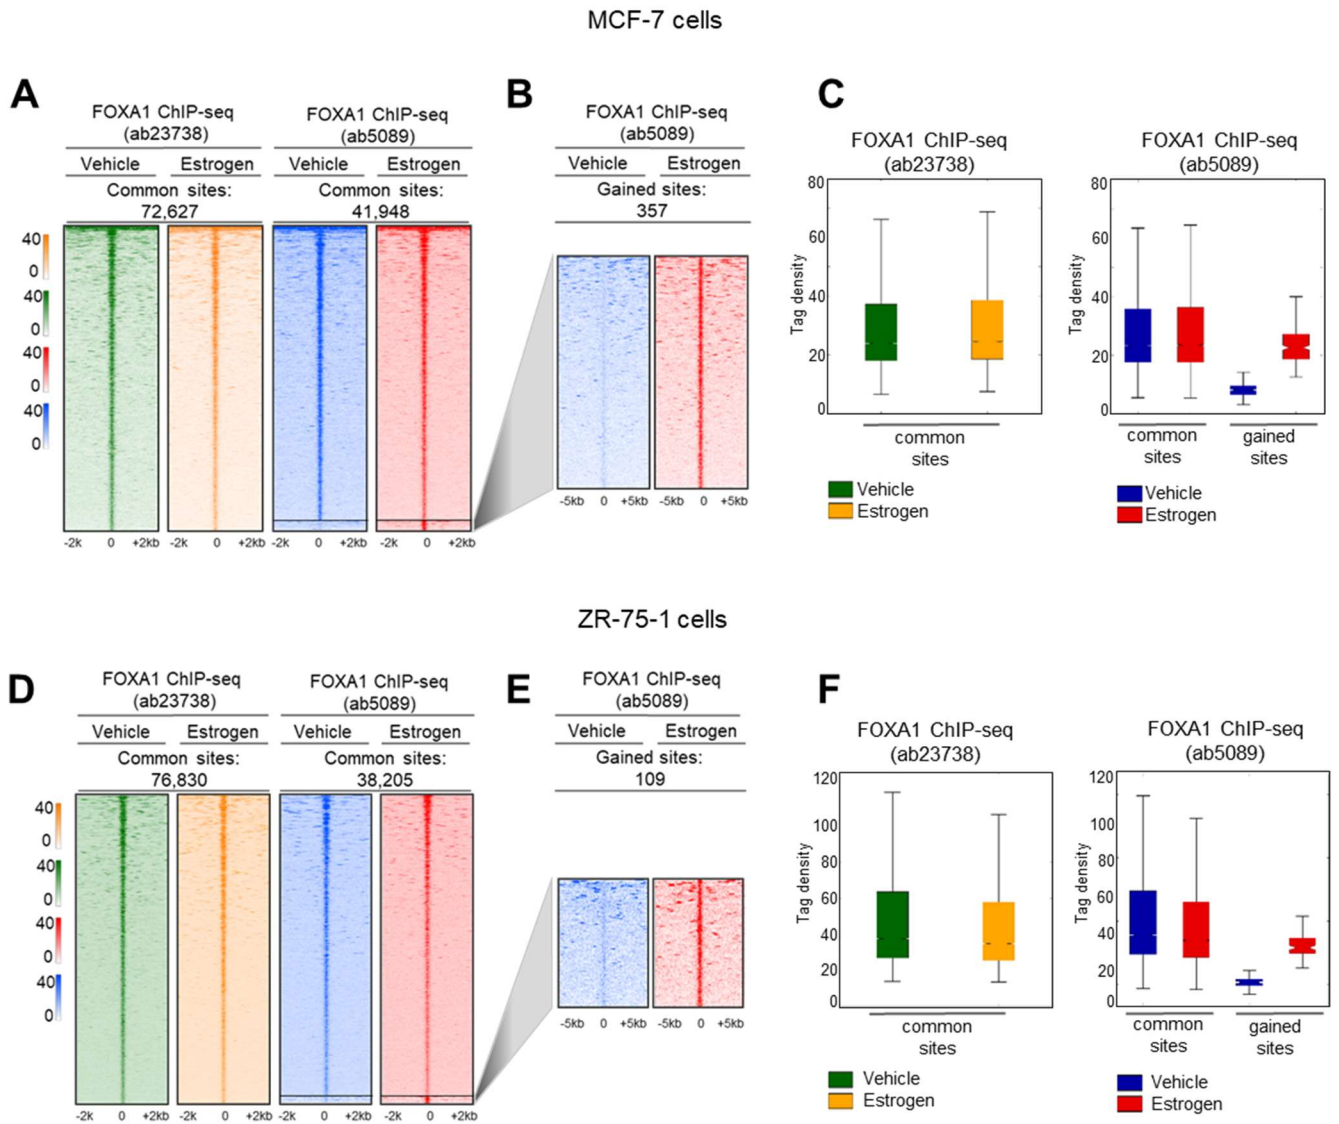 MCF-7 cells
A
FOXA1 ChIP-seq
(ab23738)
FOXA1 ChIP-seq
(ab5089)
Vehicle Estrogen Vehicle Estrogen
Common sites:
72,627
Common sites:
41,948
40
0
40
0
40
0
40
0
-2k 0 +2kb -2k 0 +2kb -2k 0 +2kb -2k 0 +2kb
B
FOXA1 ChIP-seq
(ab5089)
Vehicle Estrogen
Gained sites:
357
-5kb 0 +5kb -5kb 0 +5kb
C
FOXA1 ChIP-seq
(ab23738)
Tag density
80
60
40
20
0
common
sites
Vehicle
Estrogen
FOXA1 ChIP-seq
(ab5089)
Tag density
80
60
40
20
0
common
sites
gained
sites
Vehicle
Estrogen
ZR-75-1 cells
D
FOXA1 ChIP-seq
(ab23738)
FOXA1 ChIP-seq
(ab5089)
Vehicle Estrogen Vehicle Estrogen
Common sites:
76,830
Common sites:
38,205
40
0
40
0
40
0
40
0
-2k 0 +2kb -2k 0 +2kb -2k 0 +2kb -2k 0 +2kb
E
FOXA1 ChIP-seq
(ab5089)
Vehicle Estrogen
Gained sites:
109
-5kb 0 +5kb -5kb 0 +5kb
F
FOXA1 ChIP-seq
(ab23738)
Tag density
120
100
80
60
40
20
0
common
sites
Vehicle
Estrogen
FOXA1 ChIP-seq
(ab5089)
Tag density
120
100
80
60
40
20
0
common
sites
gained
sites
Vehicle
Estrogen